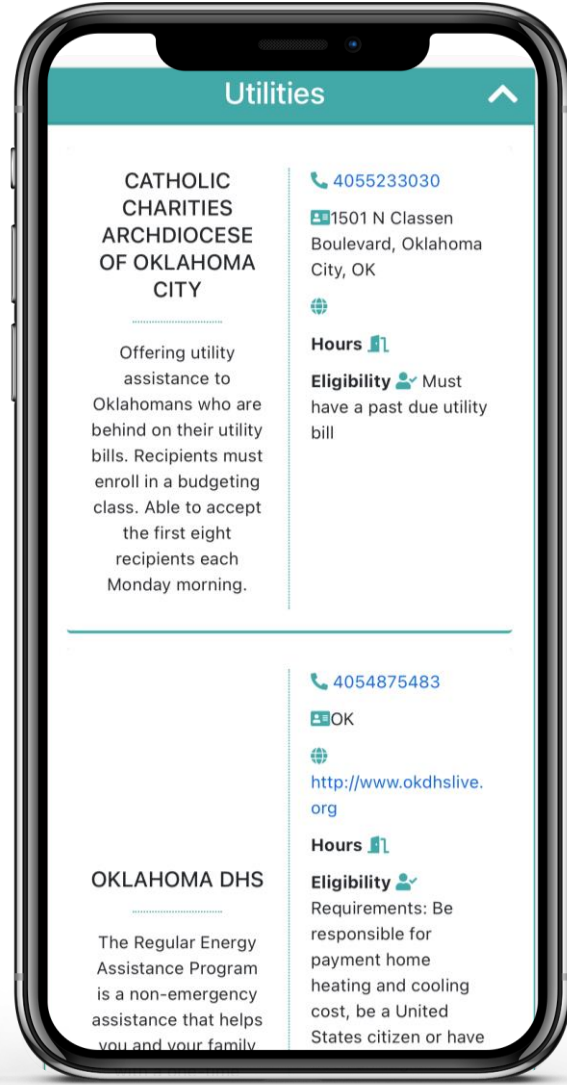 Utilities
CATHOLIC
CHARITIES
ARCHDIOCESE
OF OKLAHOMA
CITY
Offering utility
assistance to
Oklahomans who are
behind on their utility
bills. Recipients must
enroll in a budgeting
class. Able to accept
the first eight
recipients each
Monday morning.
4055233030
1501 N Classen
Boulevard, Oklahoma
City, OK
Hours
Eligibility Must
have a past due utility
bill
OKLAHOMA DHS
The Regular Energy
Assistance Program
is a non-emergency
assistance that helps
you and your family
4054875483
OK
http://www.okdhslive.
org
Hours
Eligibility
Requirements: Be
responsible for
payment home
heating and cooling
cost, be a United
States citizen or have